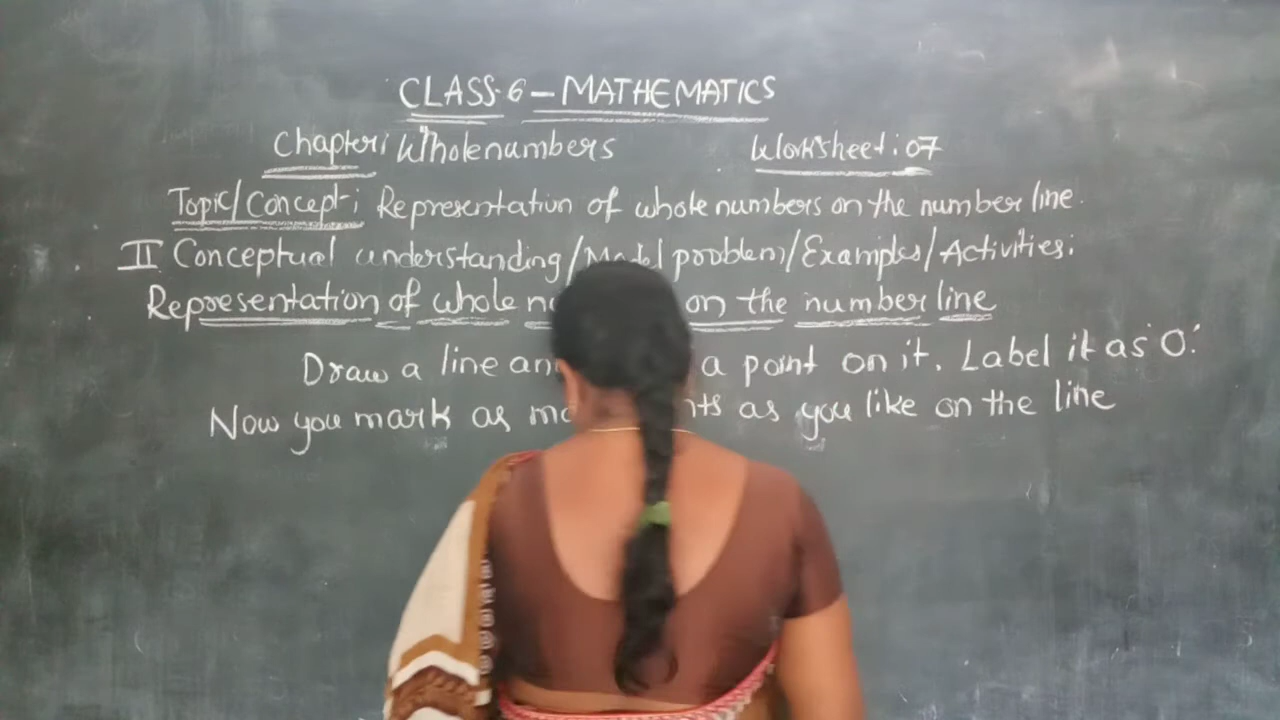 CLASS-6 - MATHEMATICS
Chapter: Wholenumbers Worksheet: 07
Topic/Concept: Representation of whole numbers on the number line.
II Conceptual understanding/Model problem/Examples/Activities:
Representation of whole on the number line
Draw a line a point on it. Label it as '0'.
Now you mark as as you like on the line